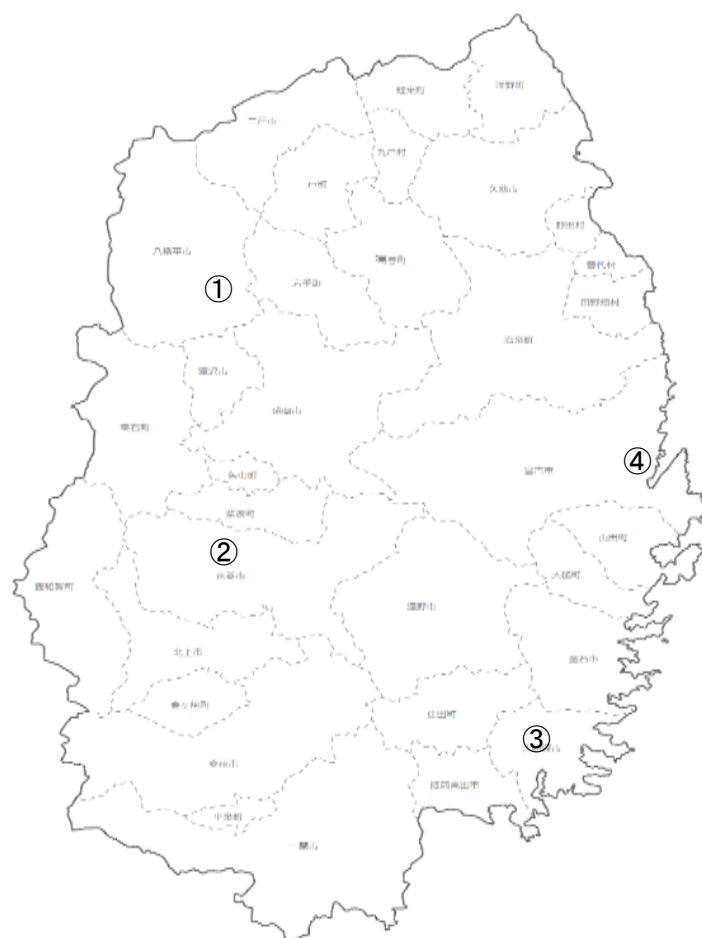 軽米町
洋野町
二戸市
九戸村
一戸町
久慈市
野田村
八幡平市
葛巻町
普代村
①
岩手町
田野畑村
岩泉町
滝沢市
盛岡市
雫石町
④
宮古市
矢巾町
紫波町
山田町
②
大槌町
花巻市
西和賀町
遠野市
北上市
釜石市
金ケ崎町
住田町
③
奥州市
陸前高田市
平泉町
一関市